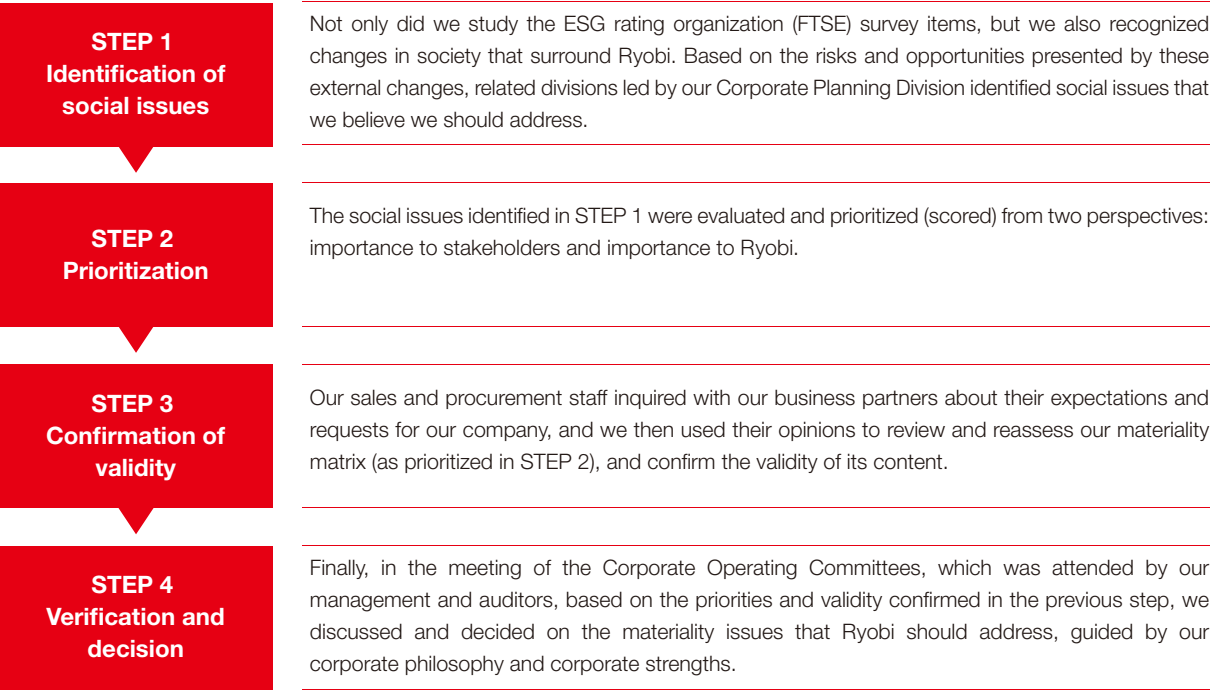 STEP 1
Identification of
social issues
Not only did we study the ESG rating organization (FTSE) survey items, but we also recognized
changes in society that surround Ryobi. Based on the risks and opportunities presented by these
external changes, related divisions led by our Corporate Planning Division identified social issues that
we believe we should address.
STEP 2
Prioritization
The social issues identified in STEP 1 were evaluated and prioritized (scored) from two perspectives:
importance to stakeholders and importance to Ryobi.
STEP 3
Confirmation of
validity
Our sales and procurement staff inquired with our business partners about their expectations and
requests for our company, and we then used their opinions to review and reassess our materiality
matrix (as prioritized in STEP 2), and confirm the validity of its content.
STEP 4
Verification and
decision
Finally, in the meeting of the Corporate Operating Committees, which was attended by our
management and auditors, based on the priorities and validity confirmed in the previous step, we
discussed and decided on the materiality issues that Ryobi should address, guided by our
corporate philosophy and corporate strengths.